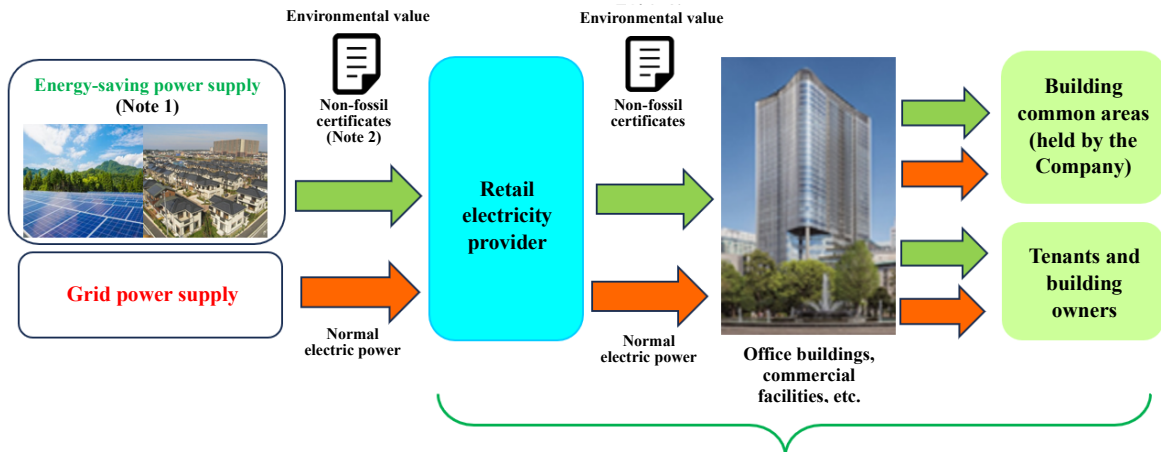 Environmental value
Environmental value
Energy-saving power supply
(Note 1)
Non-fossil
certificates
(Note 2)
Non-fossil
certificates
Retail
electricity
provider
Building
common areas
(held by the
Company)
Grid power supply
Normal
electric power
Normal
electric power
Tenants and
building
owners
Office buildings,
commercial
facilities, etc.